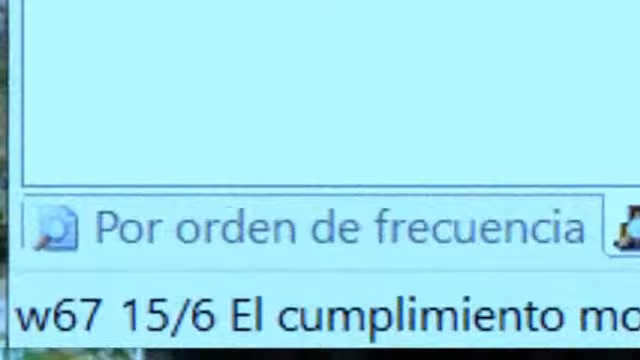 Por orden de frecuencia
w67 15/6 El cumplimiento